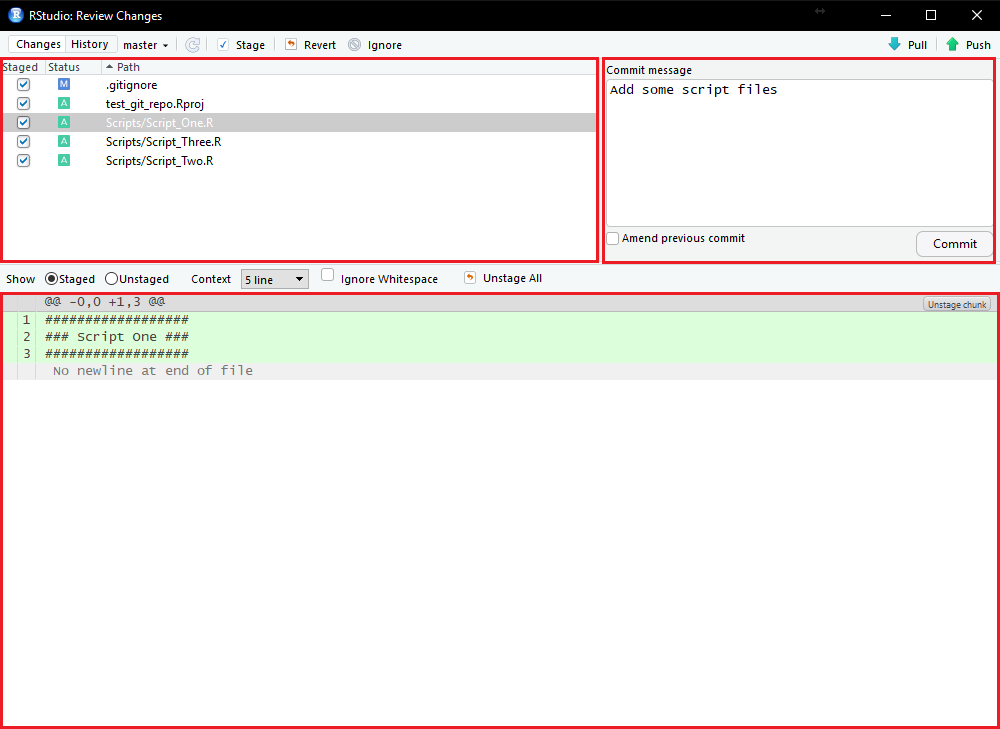 RStudio: Review Changes
Changes History master Stage Revert Ignore Pull Push
Staged Status Path
M .gitignore
A test_git_repo.Rproj
A Scripts/Script_One.R
A Scripts/Script_Three.R
A Scripts/Script_Two.R
Commit message
Add some script files
Amend previous commit
Commit
Show Staged Unstaged Context 5 line Ignore Whitespace Unstage All
@@ -0,0 +1,3 @@ Unstage chunk
1 ##################
2 ### Script One ###
3 ##################
No newline at end of file